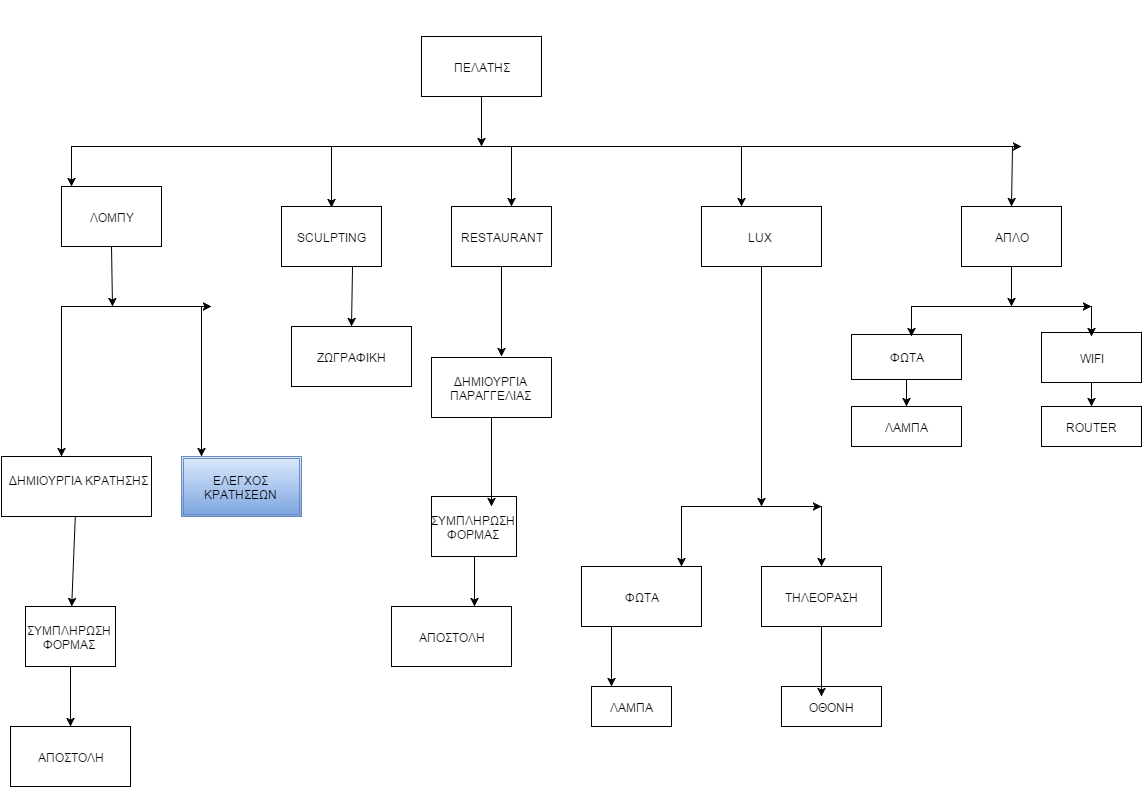 ΠΕΛΑΤΗΣ
ΛΟΜΠΥ
SCULPTING
RESTAURANT
LUX
ΑΠΛΟ
ΖΩΓΡΑΦΙΚΗ
ΔΗΜΙΟΥΡΓΙΑ
ΠΑΡΑΓΓΕΛΙΑΣ
ΦΩΤΑ
WIFI
ΛΑΜΠΑ
ROUTER
ΔΗΜΙΟΥΡΓΙΑ ΚΡΑΤΗΣΗΣ
ΕΛΕΓΧΟΣ
ΚΡΑΤΗΣΕΩΝ
ΣΥΜΠΛΗΡΩΣΗ
ΦΟΡΜΑΣ
ΦΩΤΑ
ΤΗΛΕΟΡΑΣΗ
ΣΥΜΠΛΗΡΩΣΗ
ΦΟΡΜΑΣ
ΑΠΟΣΤΟΛΗ
ΛΑΜΠΑ
ΟΘΟΝΗ
ΑΠΟΣΤΟΛΗ